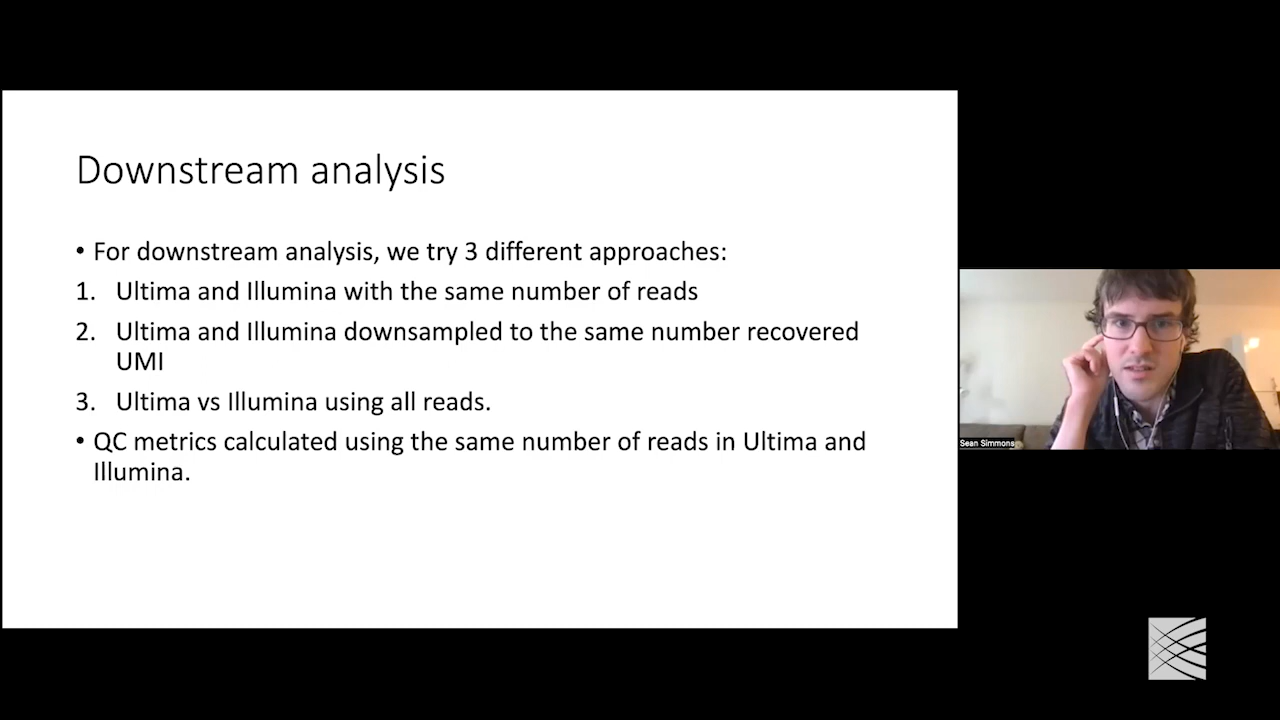 Downstream analysis
• For downstream analysis, we try 3 different approaches:
1. Ultima and Illumina with the same number of reads
2. Ultima and Illumina downsampled to the same number recovered
UMI
3. Ultima vs Illumina using all reads.
• QC metrics calculated using the same number of reads in Ultima and
Illumina.
Sean Simmons